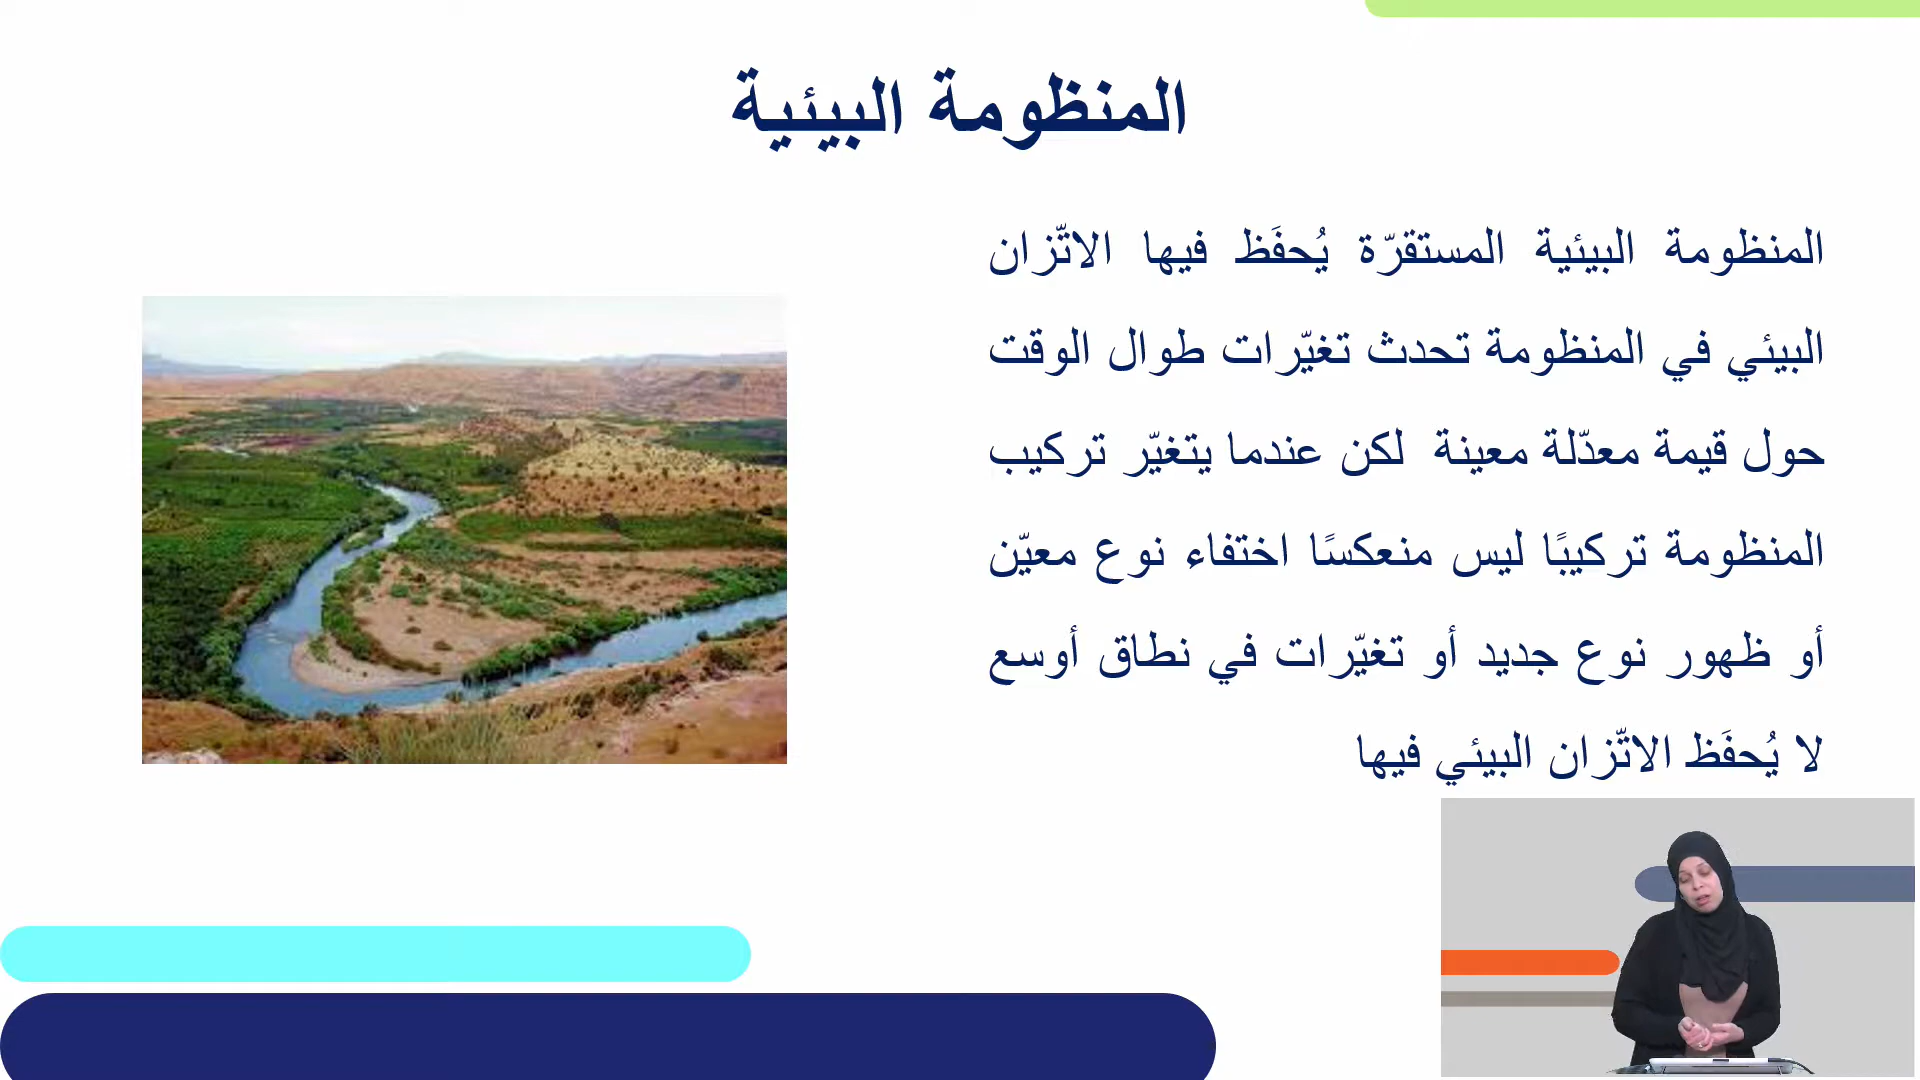 المنظومة البيئية
المنظومة البيئية المستقرّة يُحفَظ فيها الاتّزان
البيئي في المنظومة تحدث تغيّرات طوال الوقت
حول قيمة معدّلة معينة لكن عندما يتغيّر تركيب
المنظومة تركيبًا ليس منعكسًا اختفاء نوع معيّن
أو ظهور نوع جديد أو تغيّرات في نطاق أوسع
لا يُحفَظ الاتّزان البيئي فيها